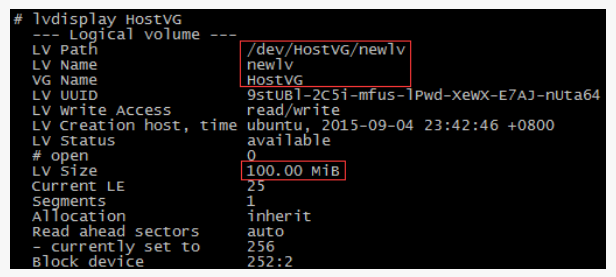 # lvdisplay HostVG
--- Logical volume ---
LV Path /dev/HostVG/newlv
LV Name newlv
VG Name HostVG
LV UUID 9stUBl-2C5i-mfus-lPwd-XeWX-E7AJ-nUta64
LV Write Access read/write
LV Creation host, time ubuntu, 2015-09-04 23:42:46 +0800
LV Status available
# open 0
LV Size 100.00 MiB
Current LE 25
Segments 1
Allocation inherit
Read ahead sectors auto
- currently set to 256
Block device 252:2